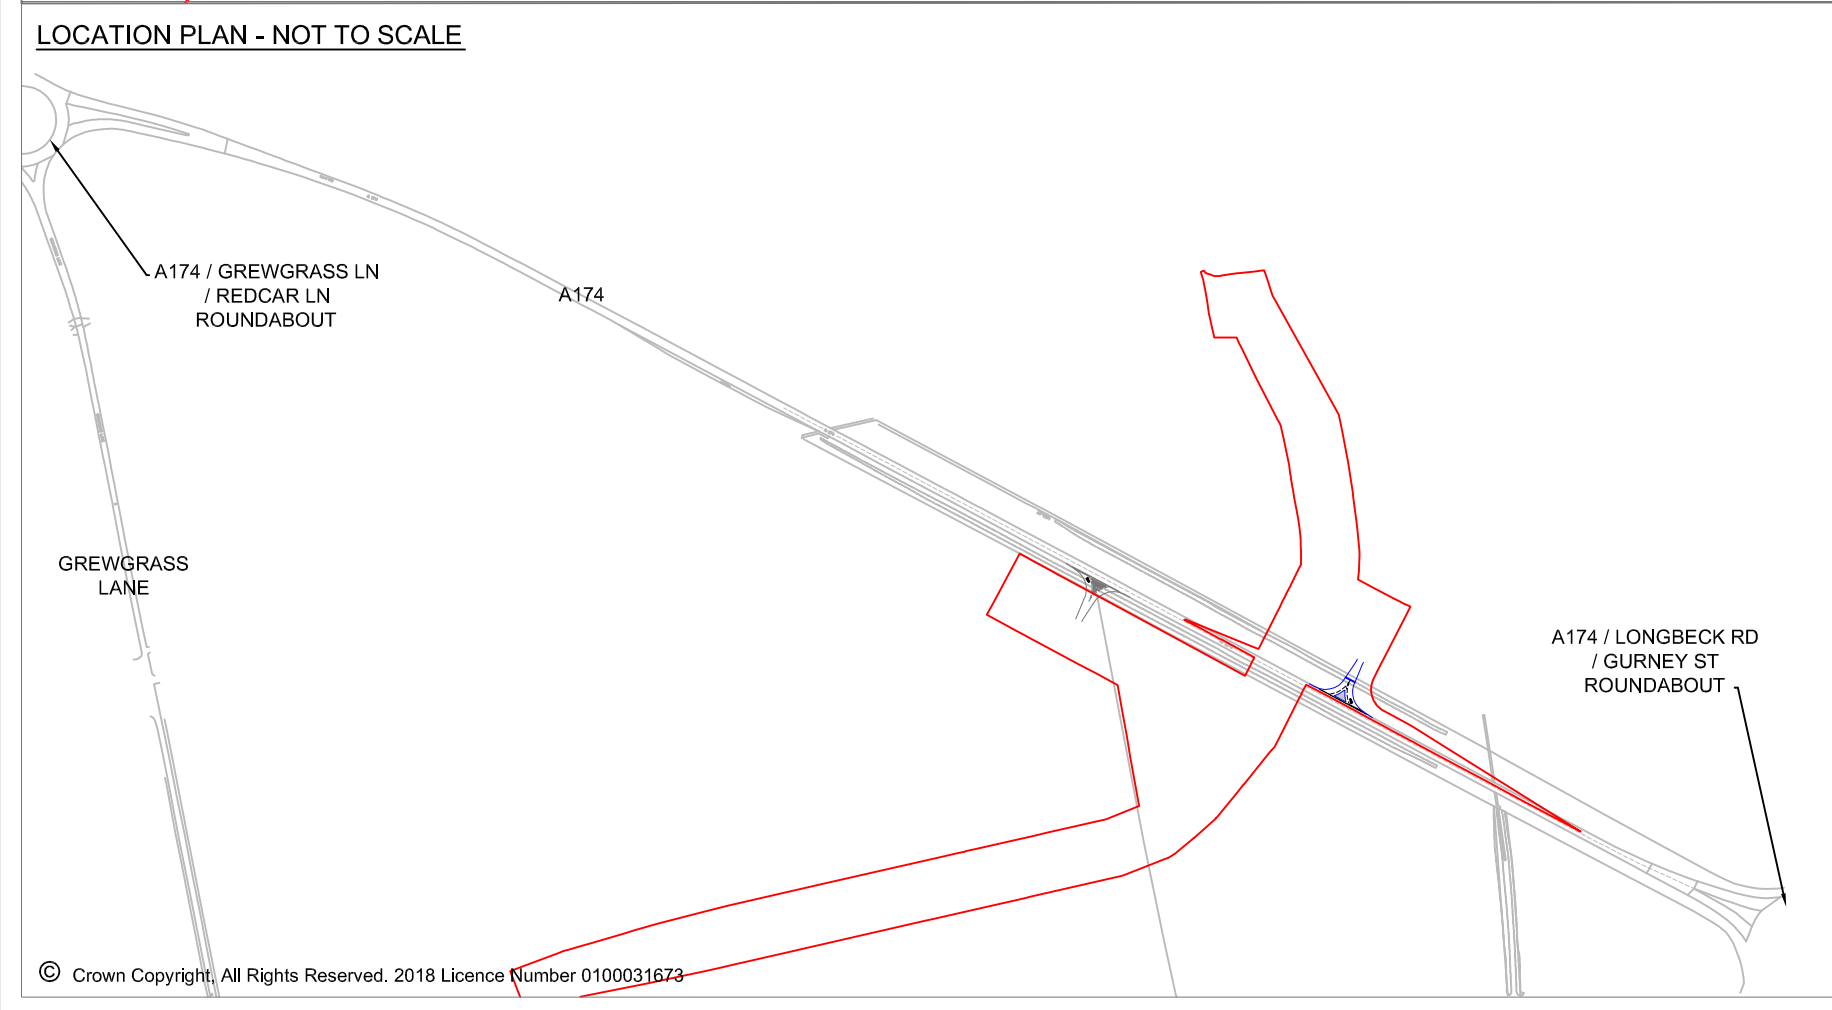 LOCATION PLAN - NOT TO SCALE
A174 / GREWGRASS LN
/ REDCAR LN
ROUNDABOUT
A174
GREWGRASS
LANE
A174 / LONGBECK RD
/ GURNEY ST
ROUNDABOUT
© Crown Copyright, All Rights Reserved. 2018 Licence Number 0100031673